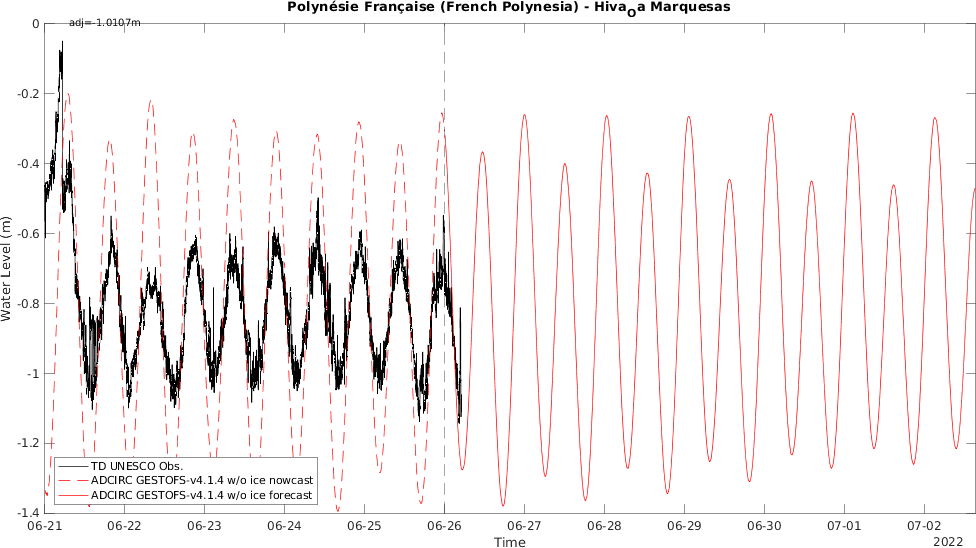 Polynésie Française (French Polynesia) - Hiva_Oa Marquesas
adj=-1.0107m
0
-0.2
-0.4
-0.6
-0.8
-1
-1.2
-1.4
Water Level (m)
TD UNESCO Obs.
ADCIRC GESTOFS-v4.1.4 w/o ice nowcast
ADCIRC GESTOFS-v4.1.4 w/o ice forecast
06-21 06-22 06-23 06-24 06-25 06-26 06-27 06-28 06-29 06-30 07-01 07-02
Time
2022